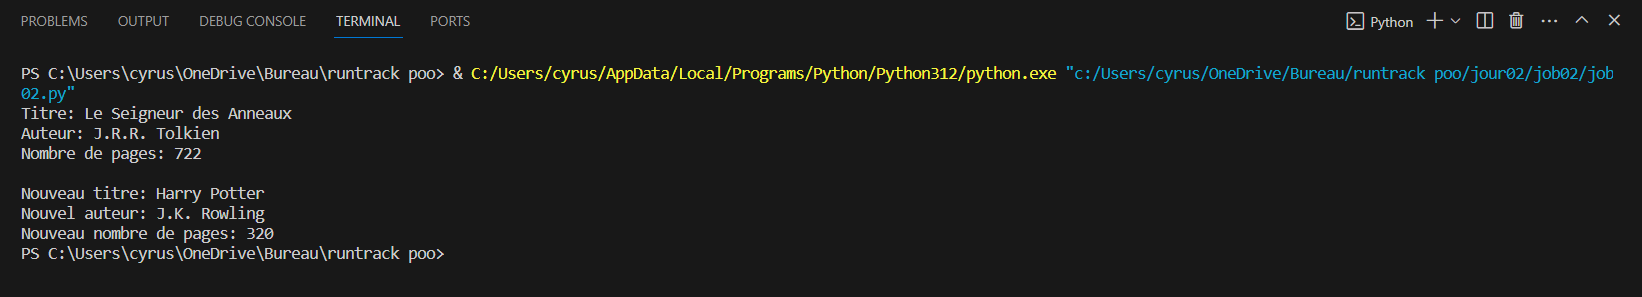 PROBLEMS OUTPUT DEBUG CONSOLE TERMINAL PORTS Python
PS C:\Users\cyrus\OneDrive\Bureau\runtrack poo> & C:/Users/cyrus/AppData/Local/Programs/Python/Python312/python.exe "c:/Users/cyrus/OneDrive/Bureau/runtrack poo/jour02/job02/job
02.py"
Titre: Le Seigneur des Anneaux
Auteur: J.R.R. Tolkien
Nombre de pages: 722
Nouveau titre: Harry Potter
Nouvel auteur: J.K. Rowling
Nouveau nombre de pages: 320
PS C:\Users\cyrus\OneDrive\Bureau\runtrack poo>